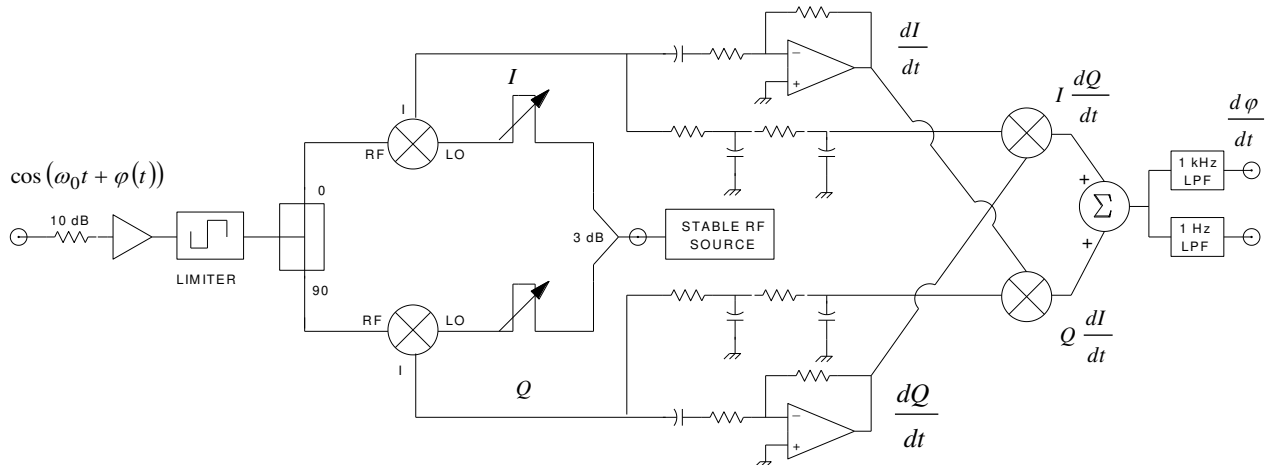 cos (ω₀t + φ(t))
10 dB
LIMITER
0
90
I
RF
LO
I
3 dB
STABLE RF
SOURCE
RF
LO
I
Q
−
+
dI
dt
−
+
dQ
dt
I dQ
dt
Q dI
dt
+
Σ
+
dφ
dt
1 kHz
LPF
1 Hz
LPF